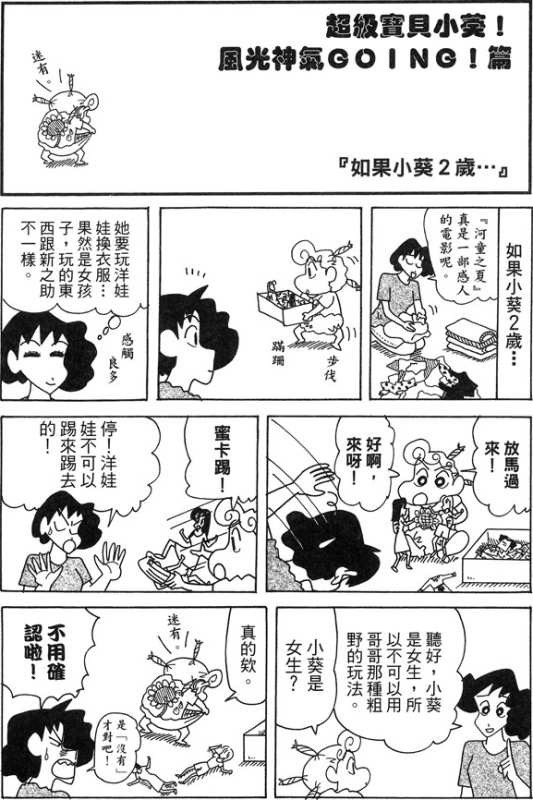 超級寶貝小葵！
風光神氣ＧＯＩＮＧ！篇
迷有。
『如果小葵２歲…』
如果小葵２歲…
『河童之夏』
真是一部感人
的電影呢。
步伐
蹣跚
她要玩洋娃
娃換衣服…
果然是女孩
子，玩的東
西跟新之助
不一樣。
感觸
良多
放馬過
來！
好啊，
來呀！
蜜卡踢！
停！洋娃
娃不可以
踢來踢去
的！
聽好，小葵
是女生，所
以不可以用
哥哥那種粗
野的玩法。
小葵是
女生？
真的欸。
迷有。
是「沒有」
才對吧！
不用確
認啦！